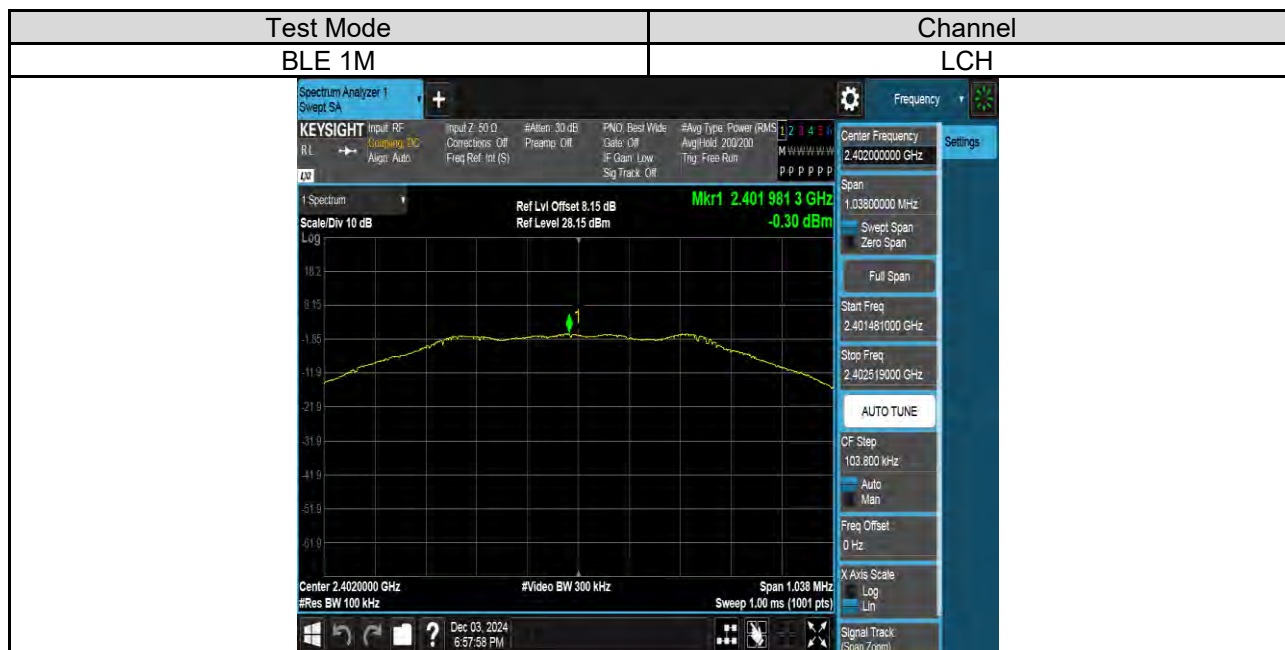 Test Mode
Channel
BLE 1M
LCH
Spectrum Analyzer 1
Swept SA
+
Frequency
KEYSIGHT
RL
Input: RF
Coupling: DC
Align: Auto
Input Z: 50 Ω
Corrections: Off
Freq Ref: Int (S)
#Atten: 30 dB
Preamp: Off
PNO: Best Wide
Gate: Off
IF Gain: Low
Sig Track: Off
#Avg Type: Power (RMS
Avg|Hold: 200/200
Trig: Free Run
1 2 3 4 5 6
M W W W W W
P P P P P P
1 Spectrum
Scale/Div 10 dB
Log
Ref Lvl Offset 8.15 dB
Ref Level 28.15 dBm
Mkr1 2.401 981 3 GHz
-0.30 dBm
18.2
8.15
-1.85
-11.9
-21.9
-31.9
-41.9
-51.9
-61.9
1
Center 2.4020000 GHz
#Res BW 100 kHz
#Video BW 300 kHz
Span 1.038 MHz
Sweep 1.00 ms (1001 pts)
Dec 03, 2024
6:57:58 PM
?
Settings
Center Frequency
2.402000000 GHz
Span
1.03800000 MHz
Swept Span
Zero Span
Full Span
Start Freq
2.401481000 GHz
Stop Freq
2.402519000 GHz
AUTO TUNE
CF Step
103.800 kHz
Auto
Man
Freq Offset
0 Hz
X Axis Scale
Log
Lin
Signal Track
(Span Zoom)